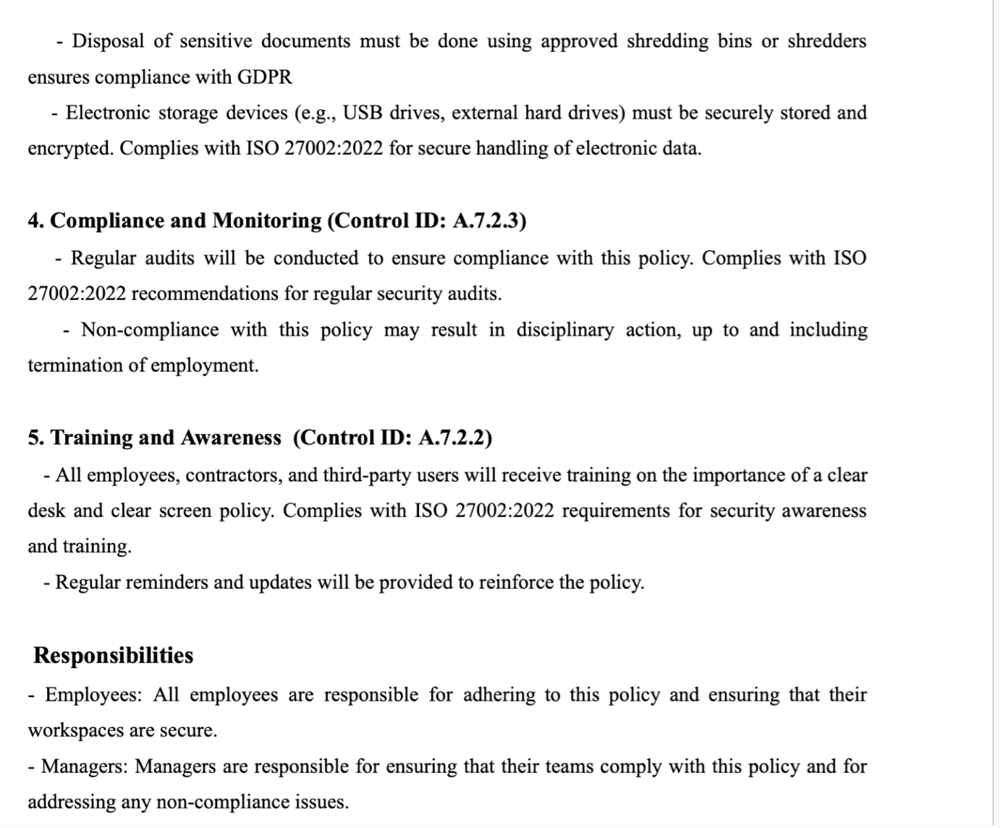 - Disposal of sensitive documents must be done using approved shredding bins or shredders
ensures compliance with GDPR
- Electronic storage devices (e.g., USB drives, external hard drives) must be securely stored and
encrypted. Complies with ISO 27002:2022 for secure handling of electronic data.
4. Compliance and Monitoring (Control ID: A.7.2.3)
- Regular audits will be conducted to ensure compliance with this policy. Complies with ISO
27002:2022 recommendations for regular security audits.
- Non-compliance with this policy may result in disciplinary action, up to and including
termination of employment.
5. Training and Awareness (Control ID: A.7.2.2)
- All employees, contractors, and third-party users will receive training on the importance of a clear
desk and clear screen policy. Complies with ISO 27002:2022 requirements for security awareness
and training.
- Regular reminders and updates will be provided to reinforce the policy.
Responsibilities
- Employees: All employees are responsible for adhering to this policy and ensuring that their
workspaces are secure.
- Managers: Managers are responsible for ensuring that their teams comply with this policy and for
addressing any non-compliance issues.